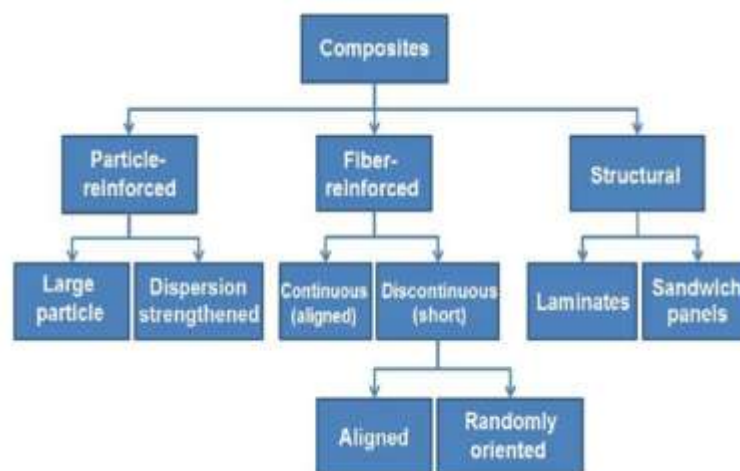 Composites
Particle-
reinforced
Fiber-
reinforced
Structural
Large
particle
Dispersion
strengthened
Continuous
(aligned)
Discontinuous
(short)
Laminates
Sandwich
panels
Aligned
Randomly
oriented